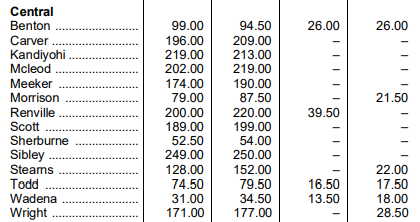 Central
Benton ............................ 99.00 94.50 26.00 26.00
Carver ............................ 196.00 209.00 – –
Kandiyohi ....................... 219.00 213.00 – –
Mcleod ........................... 202.00 219.00 – –
Meeker ........................... 174.00 190.00 – –
Morrison ......................... 79.00 87.50 – 21.50
Renville .......................... 200.00 220.00 39.50 –
Scott .............................. 189.00 199.00 – –
Sherburne ...................... 52.50 54.00 – –
Sibley ............................. 249.00 250.00 – –
Stearns .......................... 128.00 152.00 – 22.00
Todd ............................... 74.50 79.50 16.50 17.50
Wadena .......................... 31.00 34.50 13.50 18.00
Wright ............................ 171.00 177.00 – 28.50